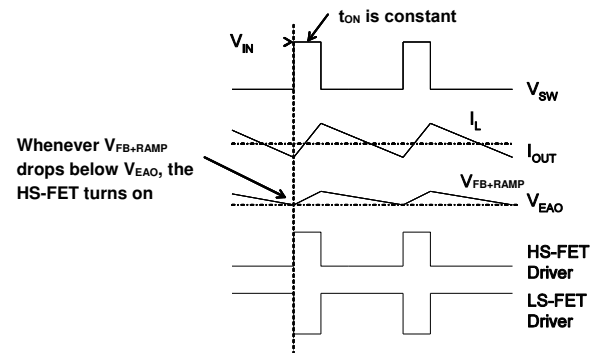 tON is constant
VIN
VSW
IL
IOUT
Whenever VFB+RAMP
drops below VEAO, the
HS-FET turns on
VFB+RAMP
VEAO
HS-FET
Driver
LS-FET
Driver